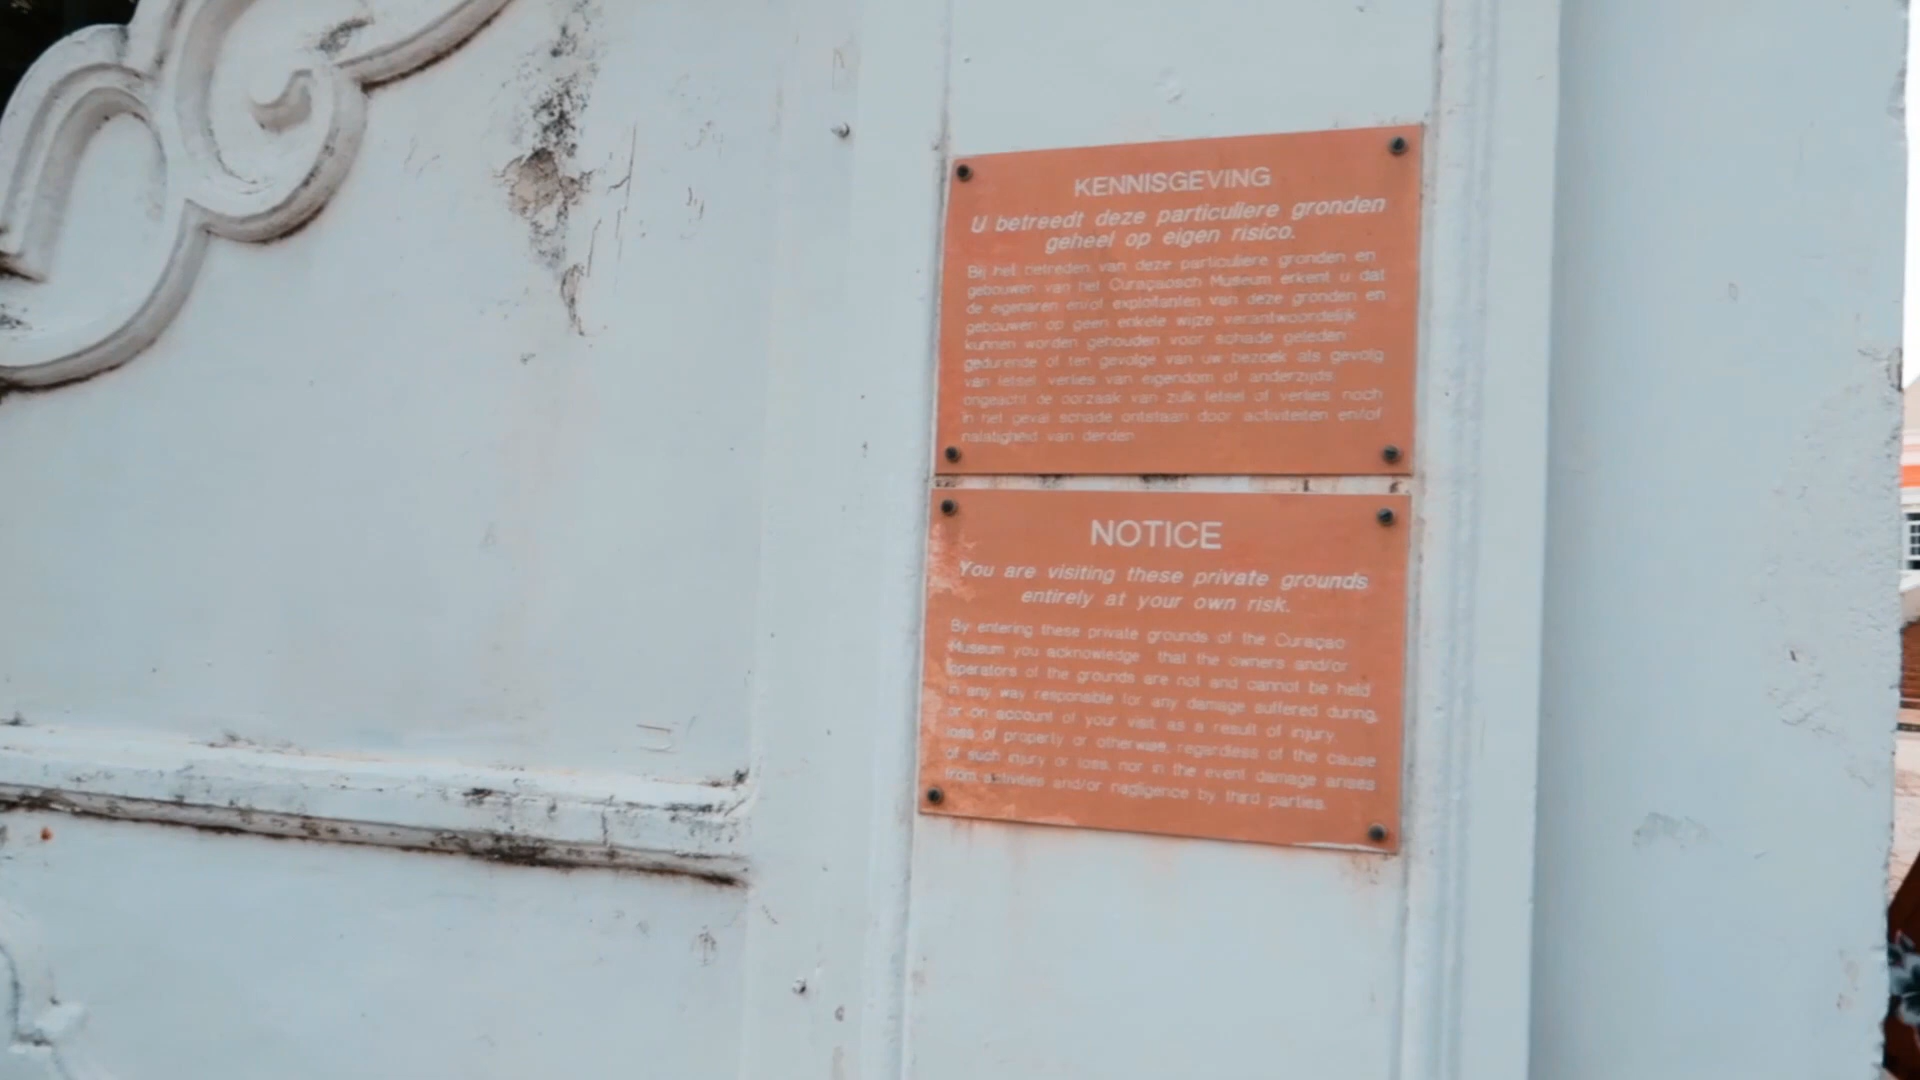 KENNISGEVING
U betreedt deze particuliere gronden
geheel op eigen risico.
Bij het betreden van deze particuliere gronden en
gebouwen van het Curaçaosch Museum erkent u dat
de eigenaren en/of exploitanten van deze gronden en
gebouwen op geen enkele wijze verantwoordelijk
kunnen worden gehouden voor schade geleden
gedurende of ten gevolge van uw bezoek als gevolg
van letsel verlies van eigendom of anderzijds
ongeacht de oorzaak van zulk letsel of verlies, noch
in het geval schade ontstaan door activiteiten en/of
nalatigheid van derden
NOTICE
You are visiting these private grounds
entirely at your own risk.
By entering these private grounds of the Curaçao
Museum you acknowledge that the owners and/or
operators of the grounds are not and cannot be held
in any way responsible for any damage suffered during,
or on account of your visit, as a result of injury,
loss of property or otherwise, regardless of the cause
of such injury or loss, nor in the event damage arises
from activities and/or negligence by third parties.